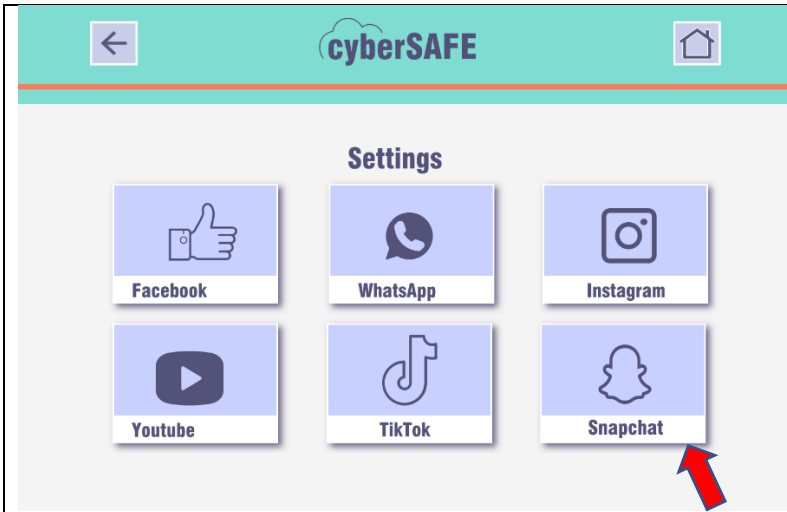 cyberSAFE
Settings
Facebook
WhatsApp
Instagram
Youtube
TikTok
Snapchat